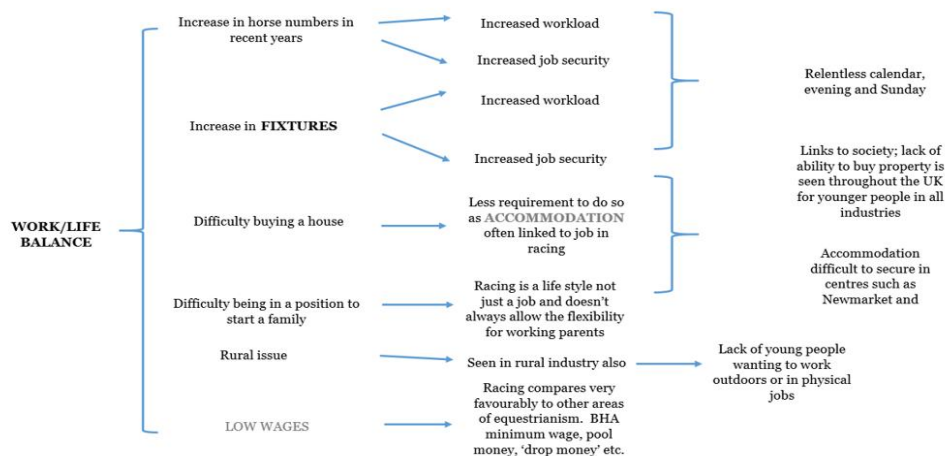 WORK/LIFE
BALANCE
Increase in horse numbers in
recent years
Increased workload
Increased job security
Increase in FIXTURES
Increased workload
Increased job security
Relentless calendar,
evening and Sunday
Difficulty buying a house
Less requirement to do so
as ACCOMMODATION
often linked to job in
racing
Difficulty being in a position to
start a family
Racing is a life style not
just a job and doesn't
always allow the flexibility
for working parents
Links to society; lack of
ability to buy property is
seen throughout the UK
for younger people in all
industries
Accommodation
difficult to secure in
centres such as
Newmarket and
Rural issue
Seen in rural industry also
Lack of young people
wanting to work
outdoors or in physical
jobs
LOW WAGES
Racing compares very
favourably to other areas
of equestrianism.  BHA
minimum wage, pool
money, 'drop money' etc.